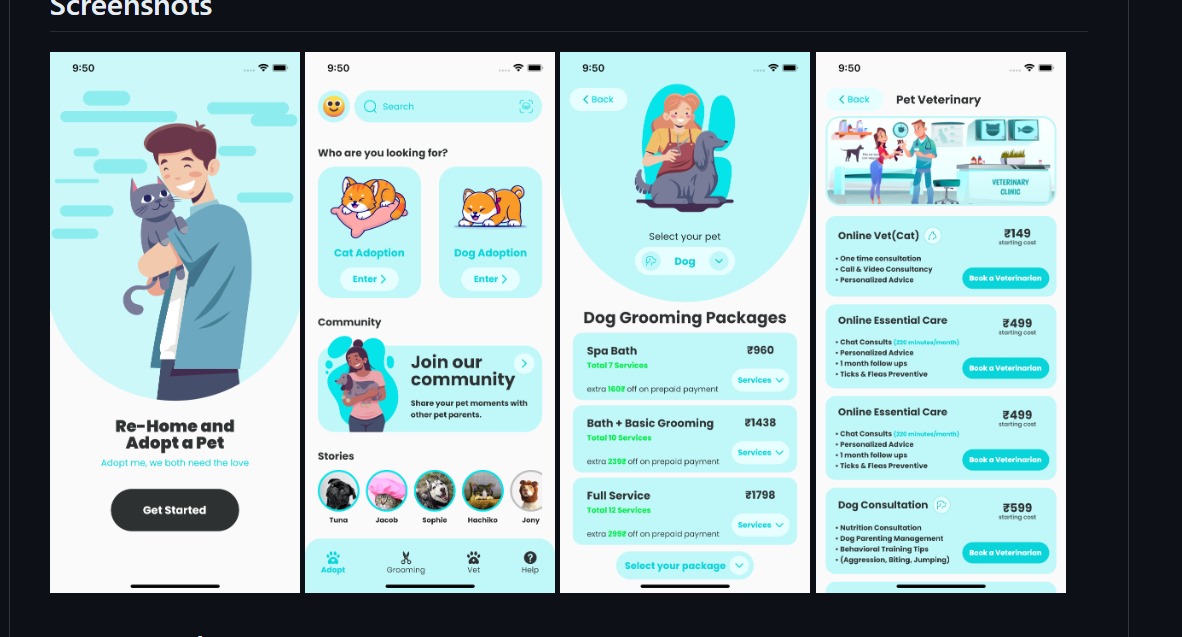 Screenshots
9:50
Re-Home and
Adopt a Pet
Adopt me, we both need the love
Get Started
9:50
Search
Who are you looking for?
Cat Adoption
Enter
Dog Adoption
Enter
Community
Join our
community
Share your pet moments with
other pet parents.
Stories
Tuna
Jacob
Sophie
Hachiko
Jony
Adopt
Grooming
Vet
Help
9:50
Back
Select your pet
Dog
Dog Grooming Packages
Spa Bath
₹960
Total 7 Services
Services
extra 160₹ off on prepaid payment
Bath + Basic Grooming
₹1438
Total 10 Services
Services
extra 239₹ off on prepaid payment
Full Service
₹1798
Total 12 Services
Services
extra 299₹ off on prepaid payment
Select your package
9:50
Back
Pet Veterinary
VETERINARY
CLINIC
Online Vet(Cat)
₹149
starting cost
• One time consultation
• Call & Video Consultancy
• Personalized Advice
Book a Veterinarian
Online Essential Care
₹499
starting cost
• Chat Consults (220 minutes/month)
• Personalized Advice
• 1 month follow ups
• Ticks & Fleas Preventive
Book a Veterinarian
Online Essential Care
₹499
starting cost
• Chat Consults (220 minutes/month)
• Personalized Advice
• 1 month follow ups
• Ticks & Fleas Preventive
Book a Veterinarian
Dog Consultation
₹599
starting cost
• Nutrition Consultation
• Dog Parenting Management
• Behavioral Training Tips
• (Aggression, Biting, Jumping)
Book a Veterinarian